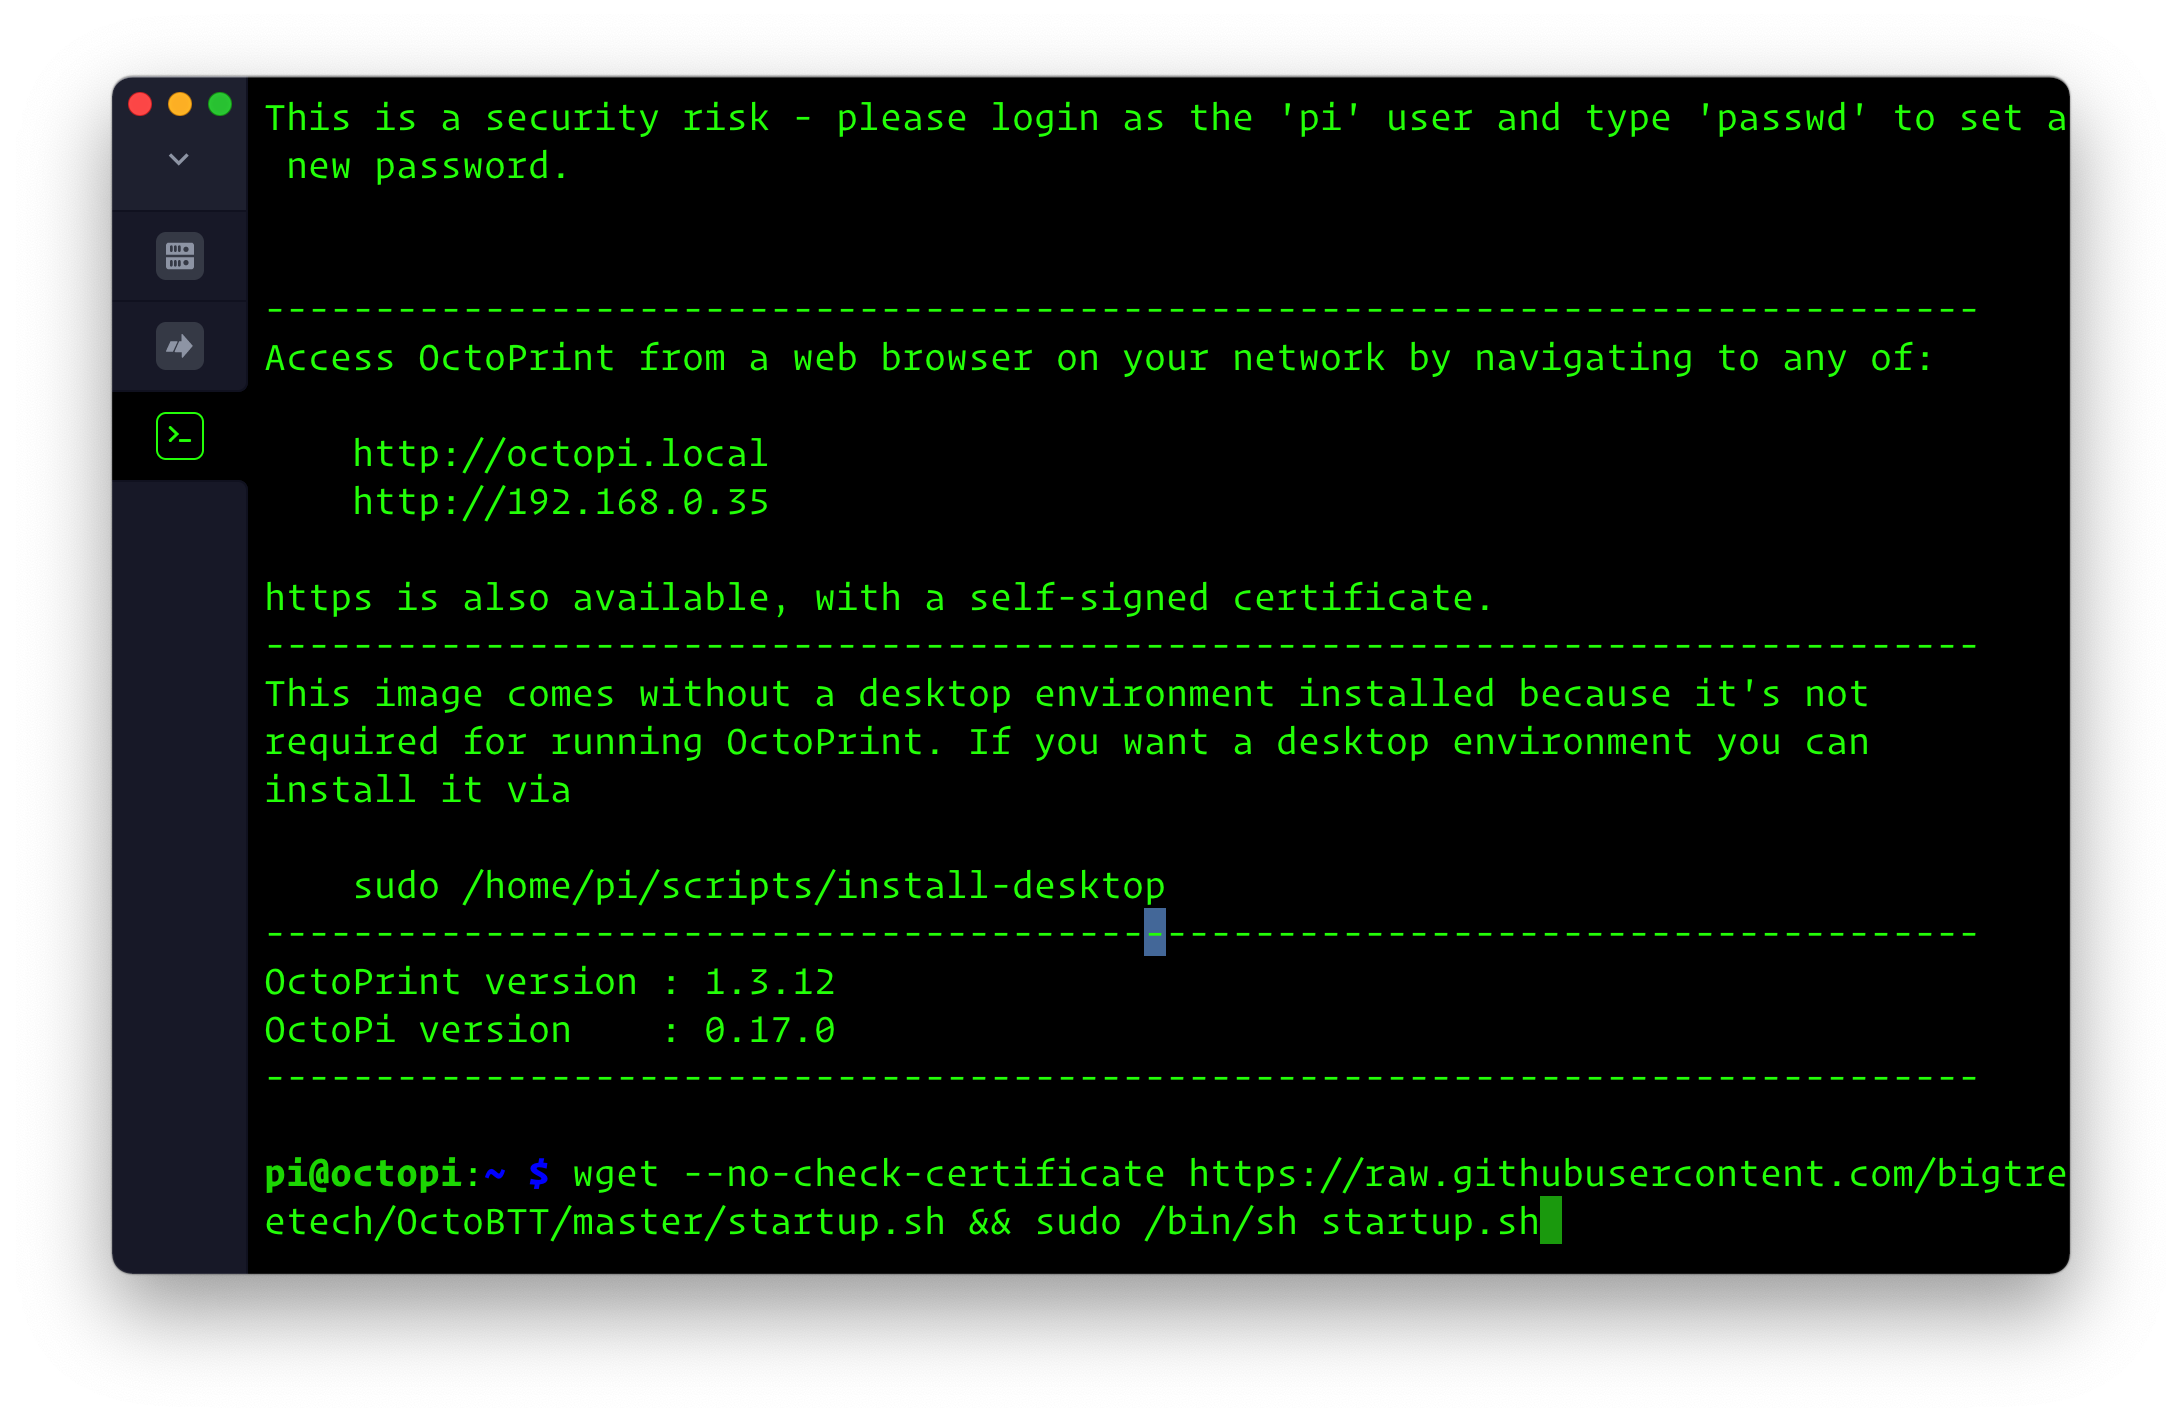 This is a security risk - please login as the 'pi' user and type 'passwd' to set a
 new password.
------------------------------------------------------------------------------
Access OctoPrint from a web browser on your network by navigating to any of:
    http://octopi.local
    http://192.168.0.35
https is also available, with a self-signed certificate.
------------------------------------------------------------------------------
This image comes without a desktop environment installed because it's not
required for running OctoPrint. If you want a desktop environment you can
install it via
    sudo /home/pi/scripts/install-desktop
------------------------------------------------------------------------------
OctoPrint version : 1.3.12
OctoPi version    : 0.17.0
------------------------------------------------------------------------------
pi@octopi:~ $ wget --no-check-certificate https://raw.githubusercontent.com/bigtre
etech/OctoBTT/master/startup.sh && sudo /bin/sh startup.sh